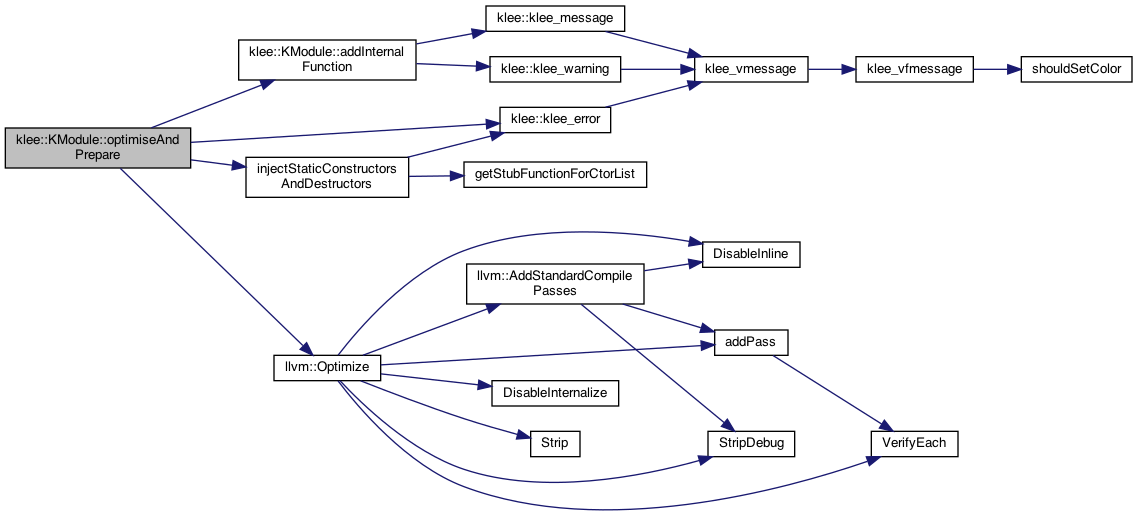 klee::klee_message
klee::KModule::addInternal
Function
klee::klee_warning
klee_vmessage
klee_vfmessage
shouldSetColor
klee::klee_error
klee::KModule::optimiseAnd
Prepare
injectStaticConstructors
AndDestructors
getStubFunctionForCtorList
DisableInline
llvm::AddStandardCompile
Passes
addPass
llvm::Optimize
DisableInternalize
Strip
StripDebug
VerifyEach